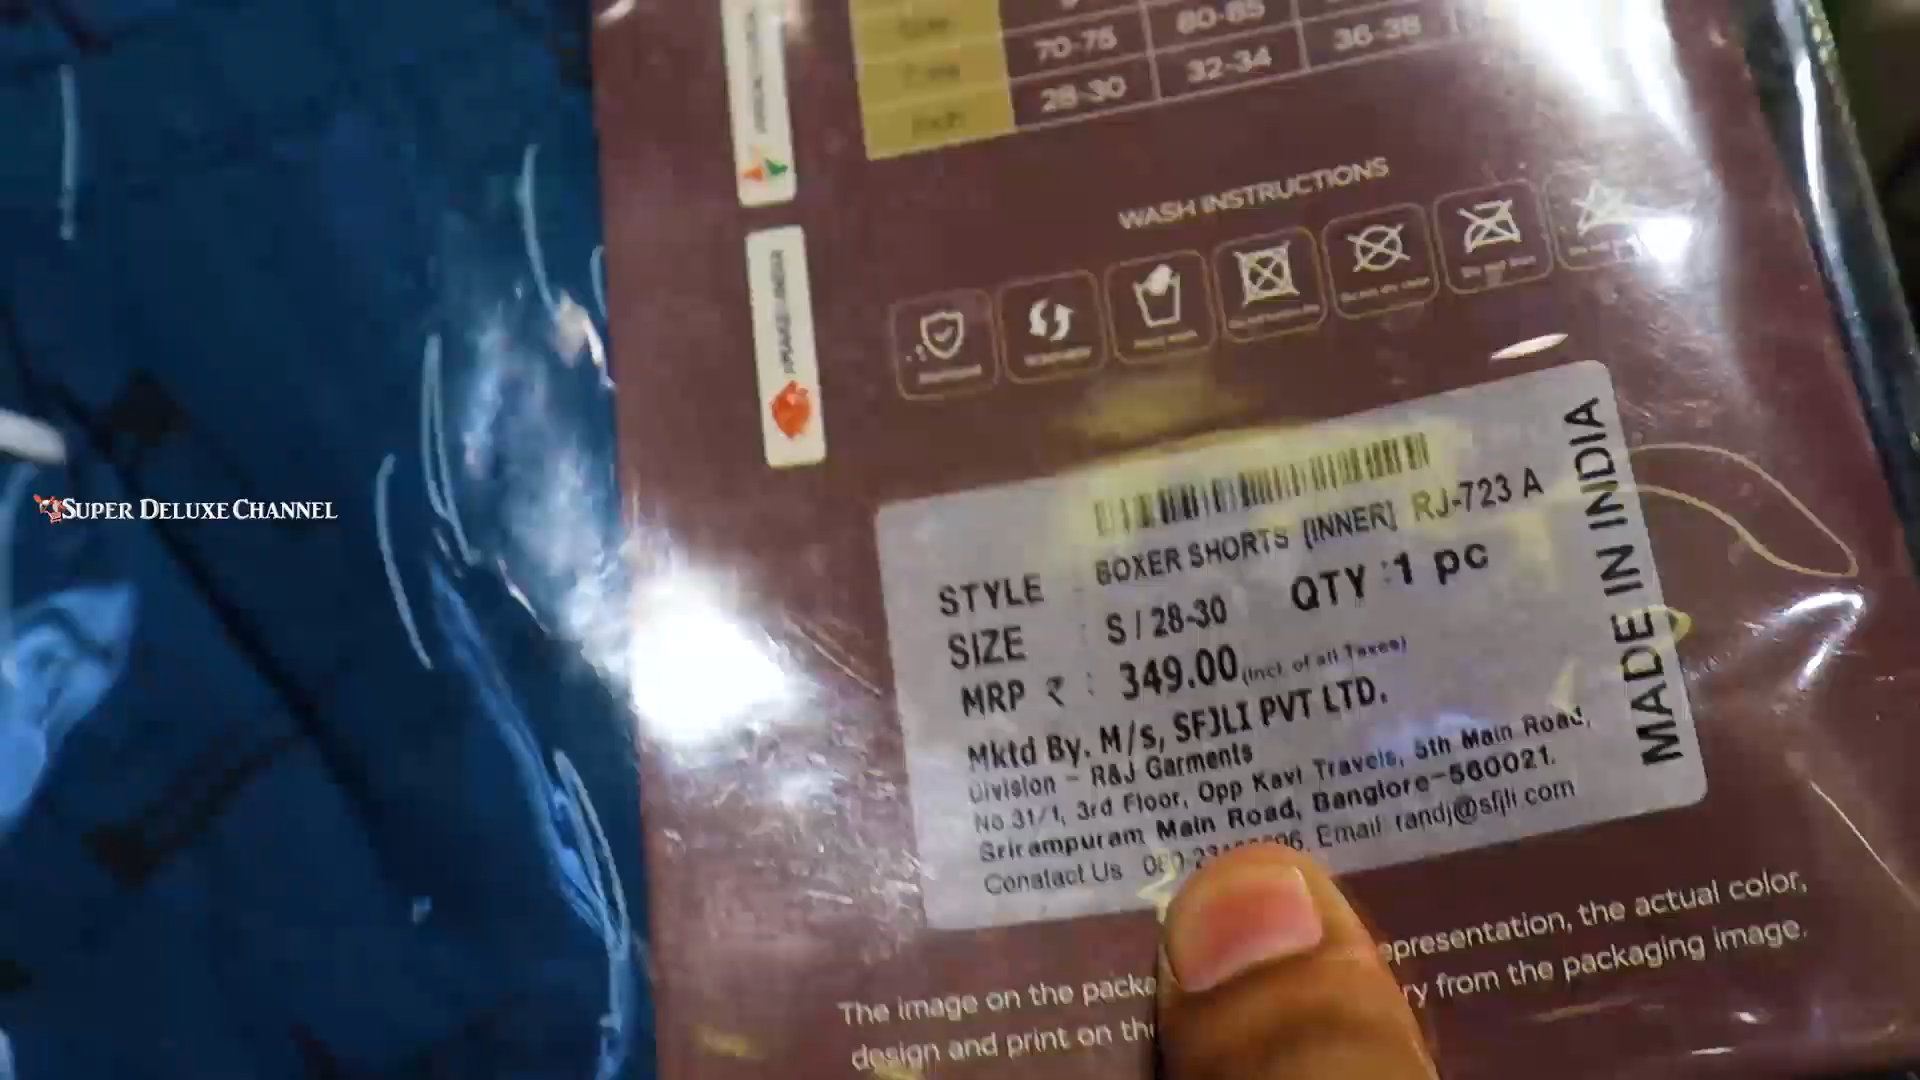 70-75 80-85
28-30 32-34 36-38
WASH INSTRUCTIONS
SUPER DELUXE CHANNEL
STYLE : BOXER SHORTS [INNER] RJ-723 A
SIZE : S / 28-30 QTY :1 pc
MRP ₹ : 349.00 (Incl. of all Taxes)
Mktd By. M/s, SFJLI PVT LTD.
Division - R&J Garments
No.31/1, 3rd Floor, Opp Kavi Travels, 5th Main Road,
Srirampuram Main Road, Banglore-560021.
Conatact Us 080-23 96, Email randj@sfjli.com
MADE IN INDIA
The image on the packa epresentation, the actual color,
design and print on th ry from the packaging image.